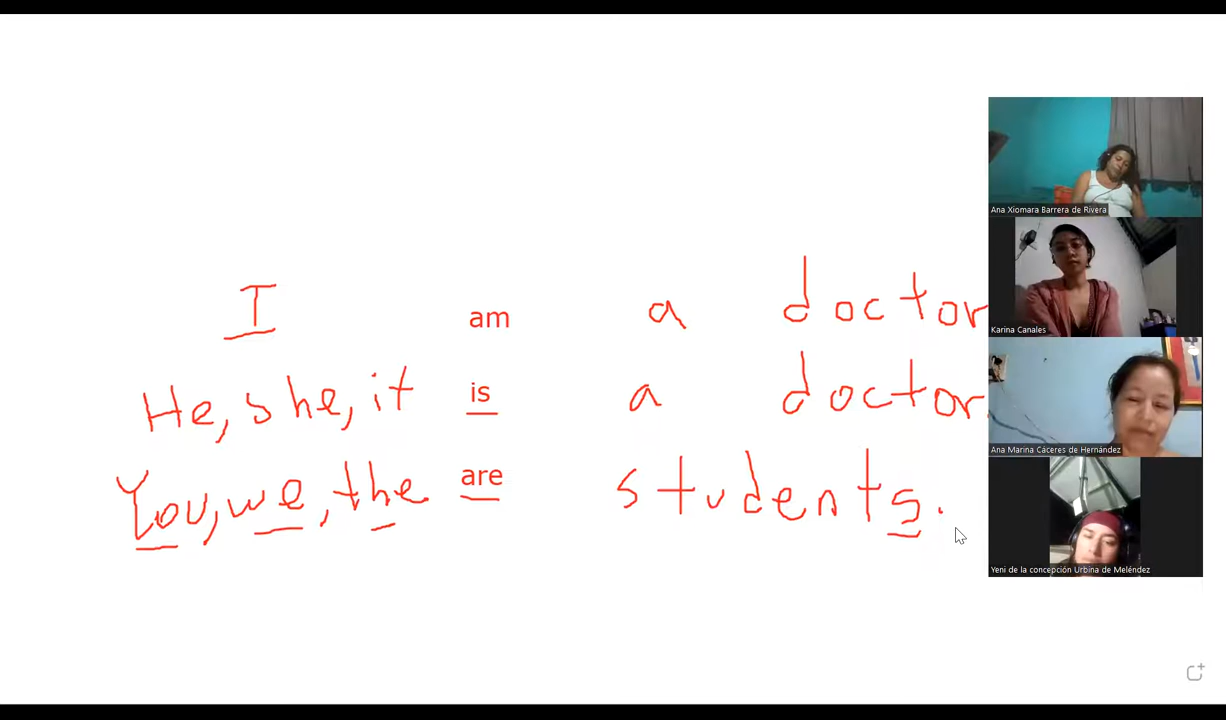 I am a doctor
He, she, it is a doctor.
You, we, the are students.
Ana Xiomara Barrera de Rivera
Karina Canales
Ana Marina Cáceres de Hernández
Yeni de la concepción Urbina de Meléndez